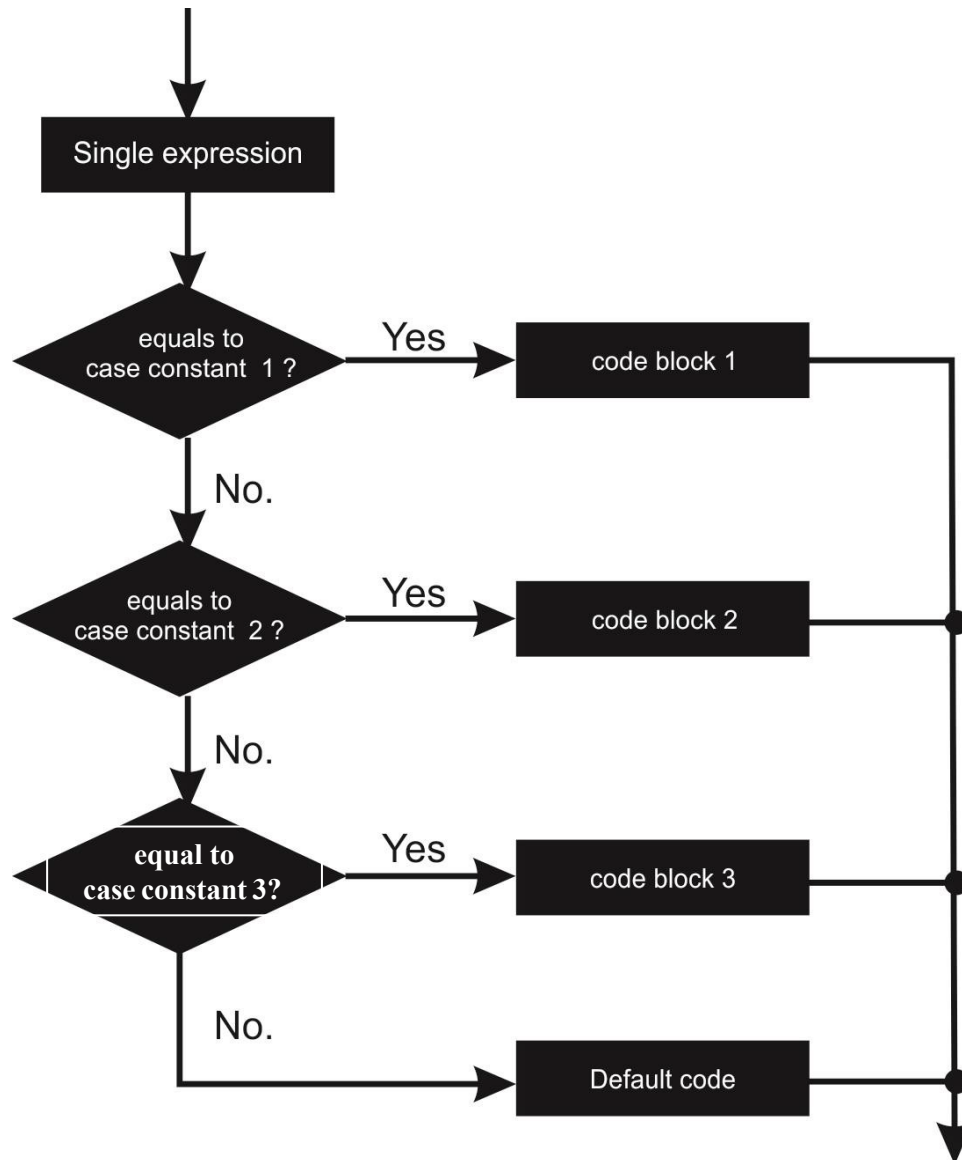 Single expression
equals to
case constant 1 ?
Yes
code block 1
No.
equals to
case constant 2 ?
Yes
code block 2
No.
equal to
case constant 3?
Yes
code block 3
No.
Default code